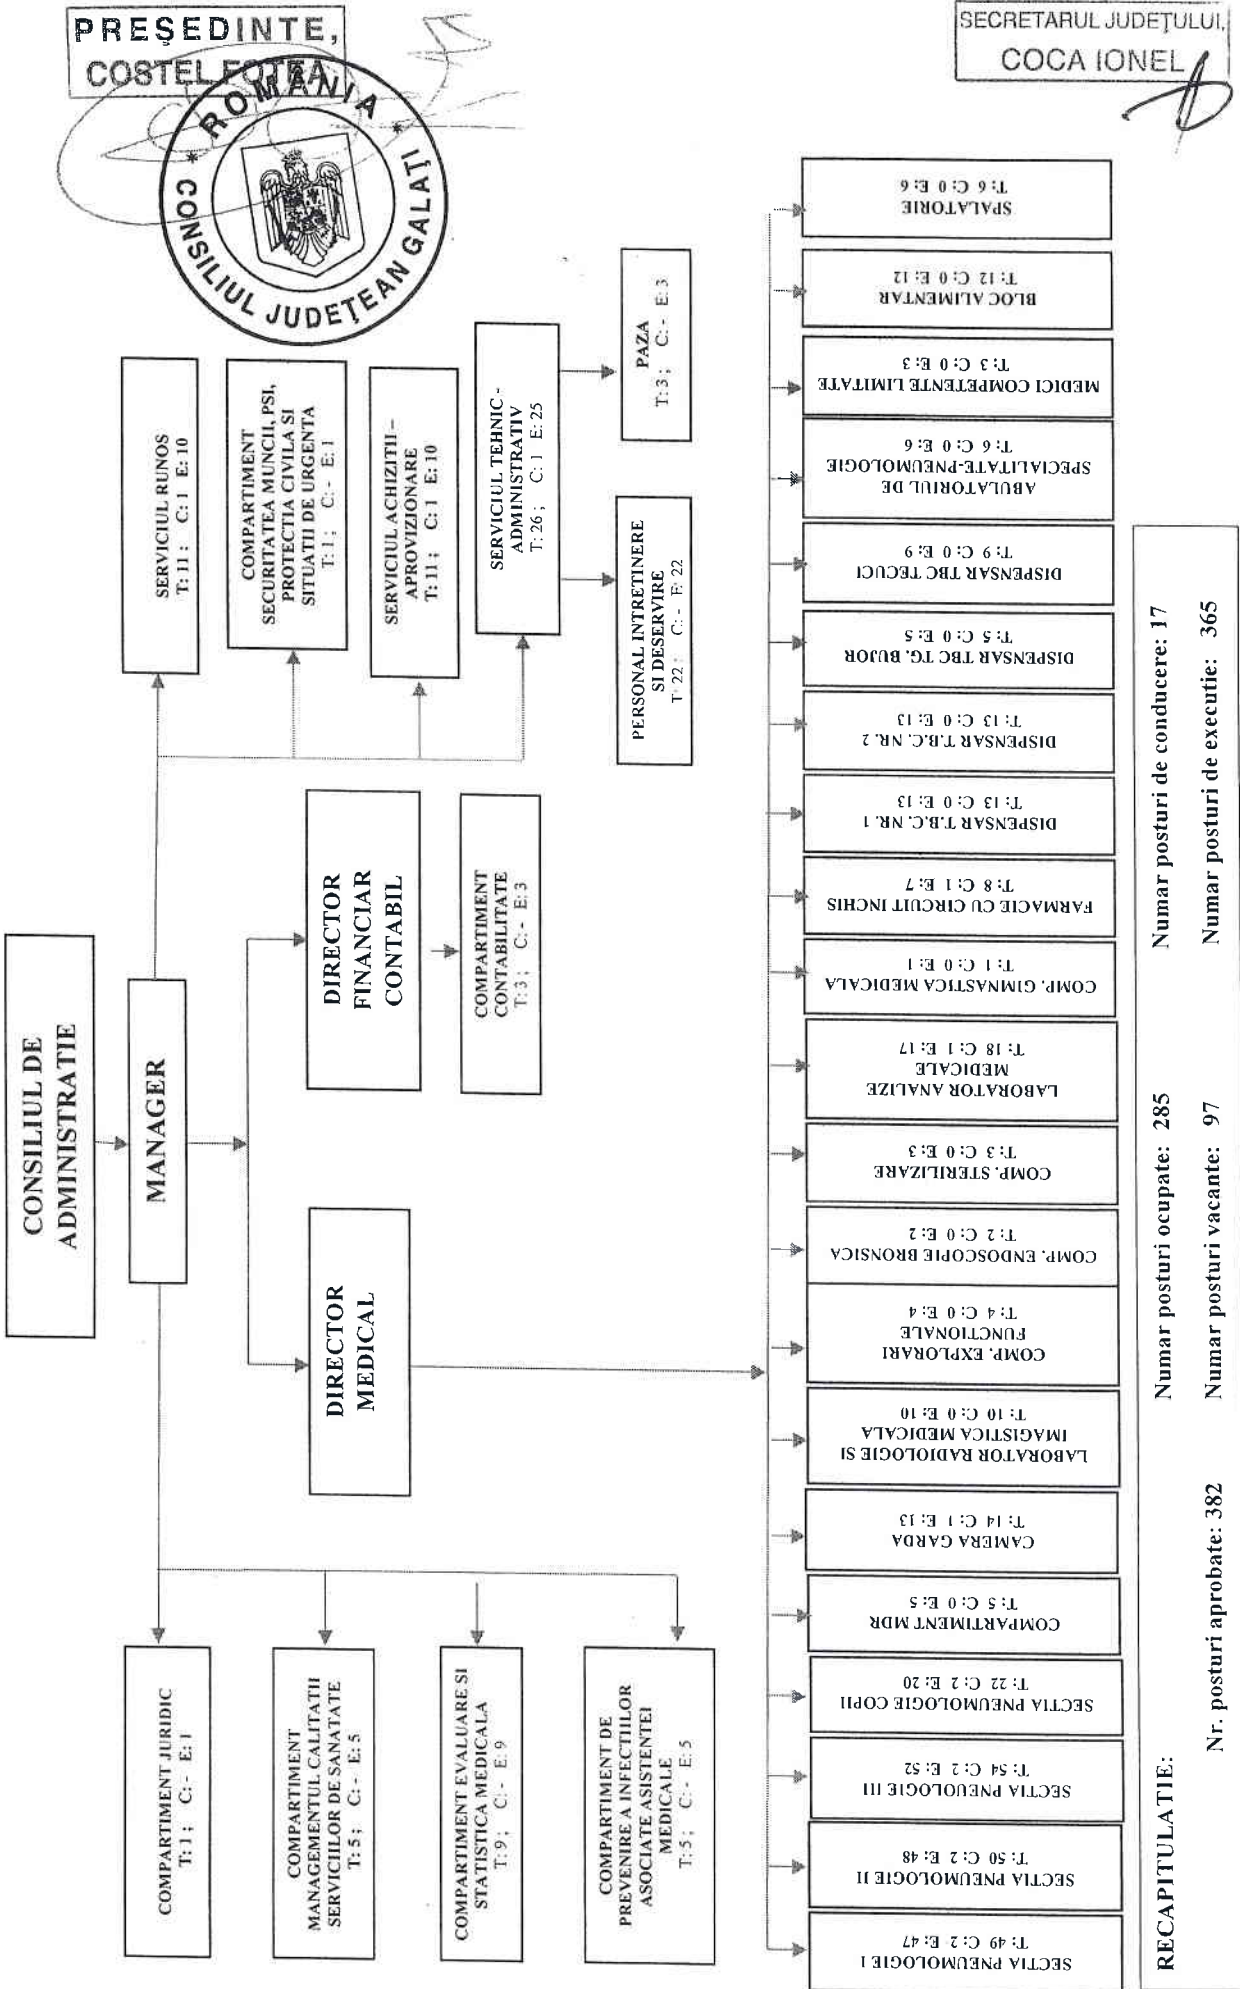 PREȘEDINTE,
COSTEL FOTEA
ROMÂNIA
* CONSILIUL JUDEȚEAN GALAȚI *
SECRETARUL JUDEȚULUI,
COCA IONEL
CONSILIUL DE
ADMINISTRATIE
MANAGER
COMPARTIMENT JURIDIC
T: 1 ; C: - E: 1
COMPARTIMENT
MANAGEMENTUL CALITATII
SERVICIILOR DE SANATATE
T: 5 ; C: - E: 5
COMPARTIMENT EVALUARE SI
STATISTICA MEDICALA
T: 9 ; C: - E: 9
COMPARTIMENT DE
PREVENIRE A INFECTIILOR
ASOCIATE ASISTENTEI
MEDICALE
T: 5 ; C: - E: 5
DIRECTOR
MEDICAL
DIRECTOR
FINANCIAR
CONTABIL
COMPARTIMENT
CONTABILITATE
T: 3 ; C: - E: 3
SERVICIUL RUNOS
T: 11 ; C: 1 E: 10
COMPARTIMENT
SECURITATEA MUNCII, PSI,
PROTECTIA CIVILA SI
SITUATII DE URGENTA
T: 1 ; C: - E: 1
SERVICIUL ACHIZITII –
APROVIZIONARE
T: 11 ; C: 1 E: 10
SERVICIUL TEHNIC -
ADMINISTRATIV
T: 26 ; C: 1 E: 25
PERSONAL INTRETINERE
SI DESERVIRE
T: 22 ; C: - E: 22
PAZA
T: 3 ; C: - E: 3
SECTIA PNEUMOLOGIE I
T: 49 C: 2 E: 47
SECTIA PNEUMOLOGIE II
T: 50 C: 2 E: 48
SECTIA PNEUOLOGIE III
T: 54 C: 2 E: 52
SECTIA PNEUMOLOGIE COPII
T: 22 C: 2 E: 20
COMPARTIMENT MDR
T: 5 C: 0 E: 5
CAMERA GARDA
T: 14 C: 1 E: 13
LABORATOR RADIOLOGIE SI
IMAGISTICA MEDICALA
T: 10 C: 0 E: 10
COMP. EXPLORARI
FUNCTIONALE
T: 4 C: 0 E: 4
COMP. ENDOSCOPIE BRONSICA
T: 2 C: 0 E: 2
COMP. STERILIZARE
T: 3 C: 0 E: 3
LABORATOR ANALIZE
MEDICALE
T: 18 C: 1 E: 17
COMP. GIMNASTICA MEDICALA
T: 1 C: 0 E: 1
FARMACIE CU CIRCUIT INCHIS
T: 8 C: 1 E: 7
DISPENSAR T.B.C. NR. 1
T: 13 C: 0 E: 13
DISPENSAR T.B.C. NR. 2
T: 13 C: 0 E: 13
DISPENSAR TBC TG. BUJOR
T: 5 C: 0 E: 5
DISPENSAR TBC TECUCI
T: 9 C: 0 E: 9
ABULATORIUL DE
SPECIALITATE-PNEUMOLOGIE
T: 6 C: 0 E: 6
MEDICI COMPETENTE LIMITATE
T: 3 C: 0 E: 3
BLOC ALIMENTAR
T: 12 C: 0 E: 12
SPALATORIE
T: 6 C: 0 E: 6
RECAPITULATIE:
Numar posturi ocupate: 285 Numar posturi de conducere: 17
Nr. posturi aprobate: 382 Numar posturi vacante: 97 Numar posturi de executie: 365